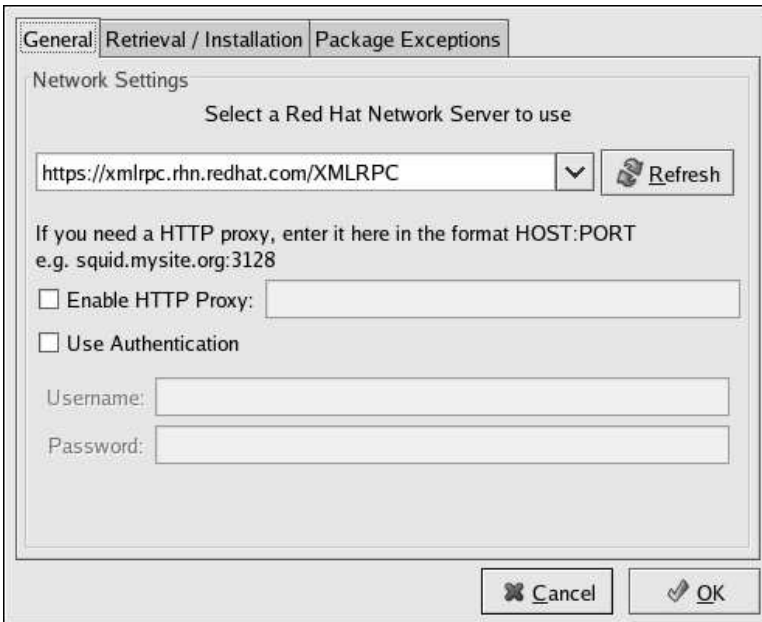 General Retrieval / Installation Package Exceptions
Network Settings
Select a Red Hat Network Server to use
https://xmlrpc.rhn.redhat.com/XMLRPC Refresh
If you need a HTTP proxy, enter it here in the format HOST:PORT
e.g. squid.mysite.org:3128
Enable HTTP Proxy:
Use Authentication
Username:
Password:
Cancel OK